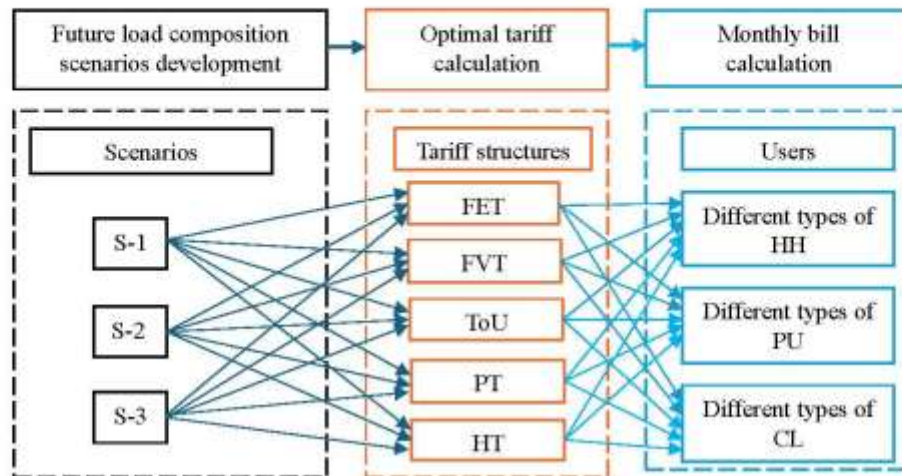 Future load composition
scenarios development
Optimal tariff
calculation
Monthly bill
calculation
Scenarios
Tariff structures
Users
S-1
S-2
S-3
FET
FVT
ToU
PT
HT
Different types of
HH
Different types of
PU
Different types of
CL